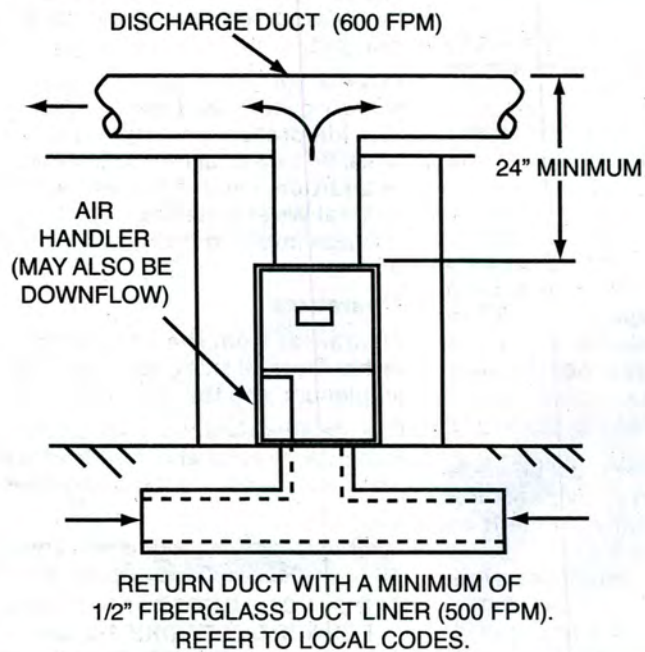 DISCHARGE DUCT (600 FPM)
24” MINIMUM
AIR
HANDLER
(MAY ALSO BE
DOWNFLOW)
RETURN DUCT WITH A MINIMUM OF
1/2” FIBERGLASS DUCT LINER (500 FPM).
REFER TO LOCAL CODES.